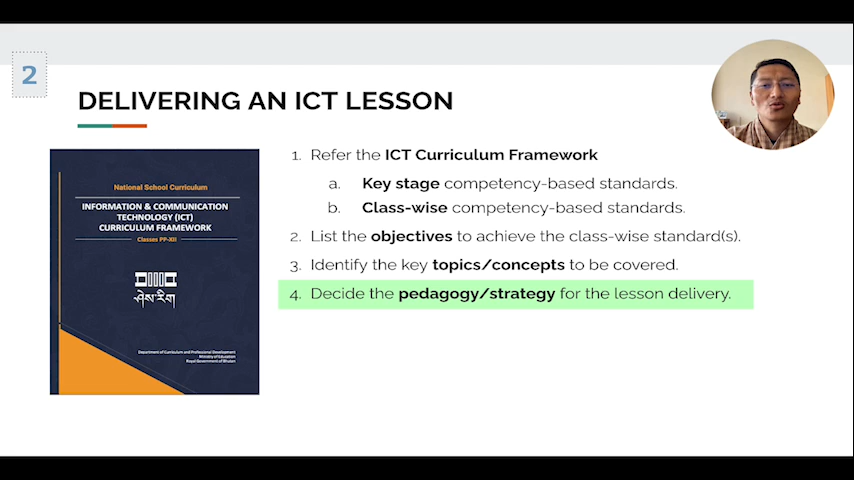 2
DELIVERING AN ICT LESSON
National School Curriculum
INFORMATION & COMMUNICATION
TECHNOLOGY (ICT)
CURRICULUM FRAMEWORK
Classes PP-XII
ཤེས་རིག
Department of Curriculum and Professional Development
Ministry of Education
Royal Government of Bhutan
1. Refer the ICT Curriculum Framework
a. Key stage competency-based standards.
b. Class-wise competency-based standards.
2. List the objectives to achieve the class-wise standard(s).
3. Identify the key topics/concepts to be covered.
4. Decide the pedagogy/strategy for the lesson delivery.